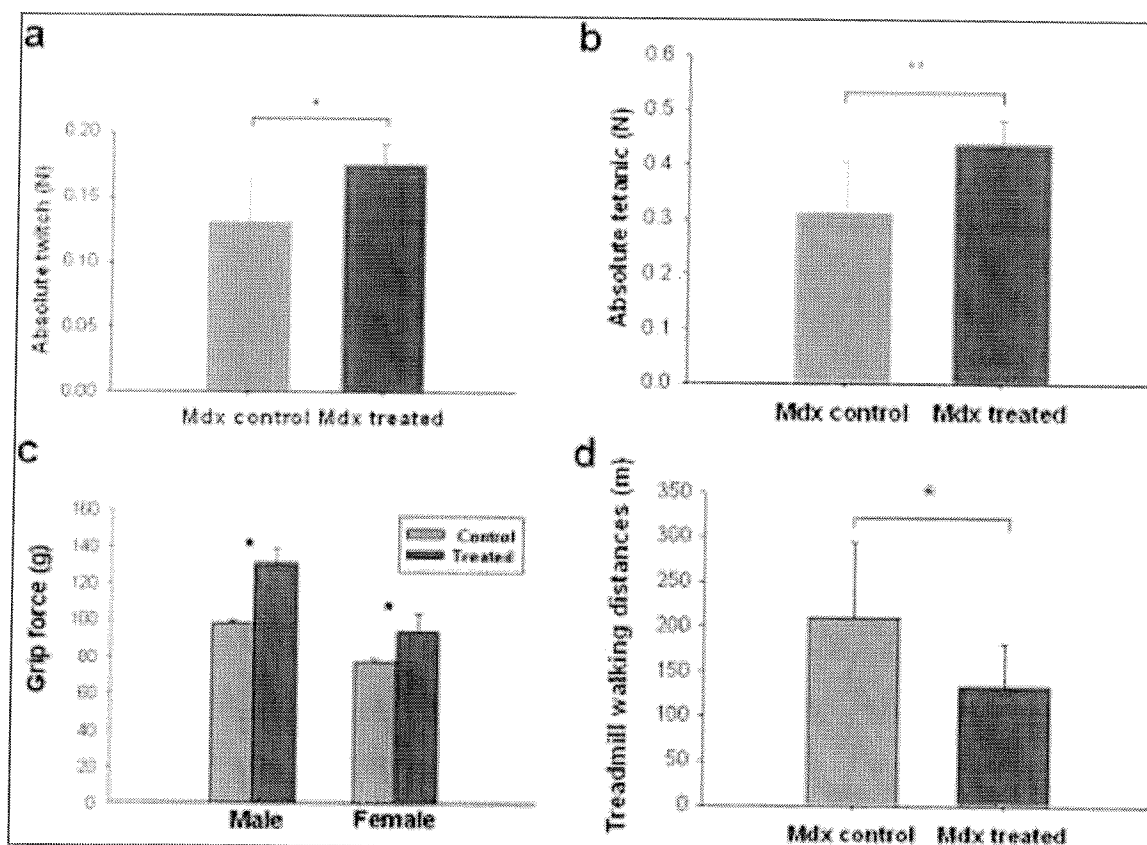 a
Absolute twitch (N)
0.20
0.15
0.10
0.05
0.00
*
Mdx control Mdx treated
b
Absolute tetanic (N)
0.6
0.5
0.4
0.3
0.2
0.1
0.0
**
Mdx control Mdx treated
c
Grip force (g)
160
140
120
100
80
60
40
20
0
*
*
Control
Treated
Male Female
d
Treadmill walking distances (m)
350
300
250
200
150
100
50
0
*
Mdx control Mdx treated